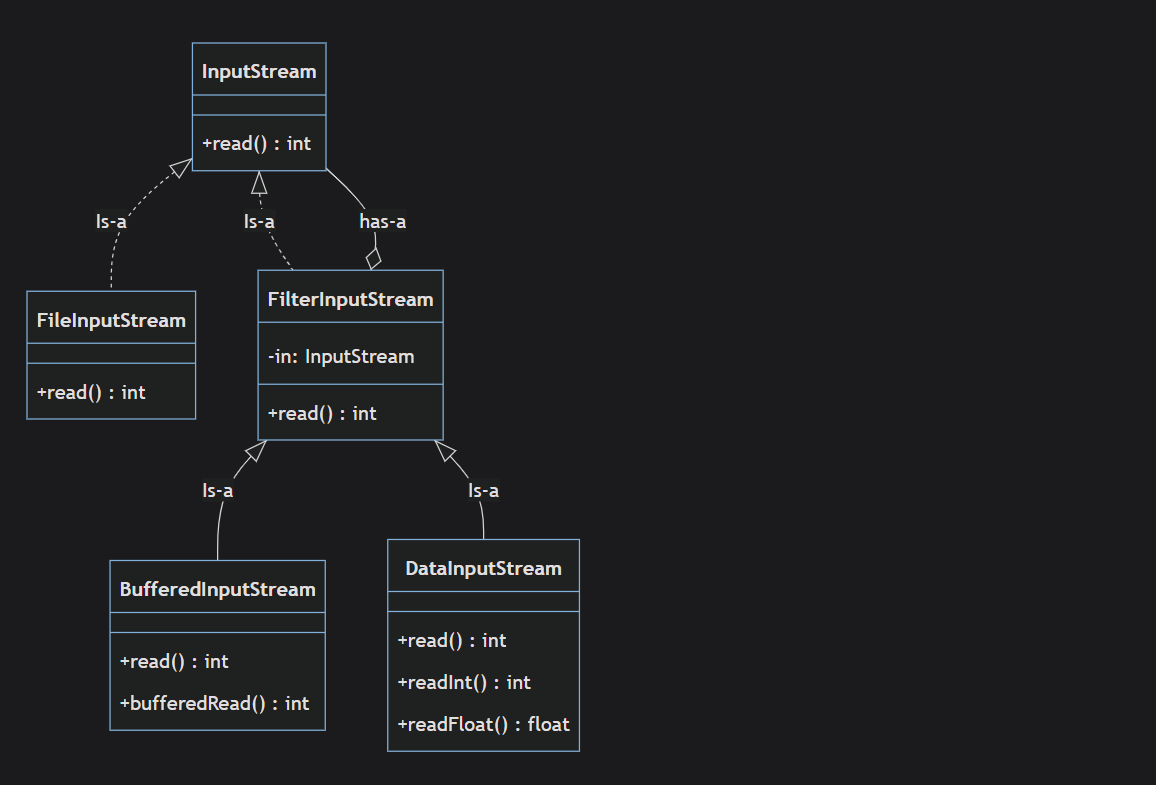 InputStream
+read() : int
Is-a
Is-a
has-a
FileInputStream
+read() : int
FilterInputStream
-in: InputStream
+read() : int
Is-a
Is-a
BufferedInputStream
+read() : int
+bufferedRead() : int
DataInputStream
+read() : int
+readInt() : int
+readFloat() : float